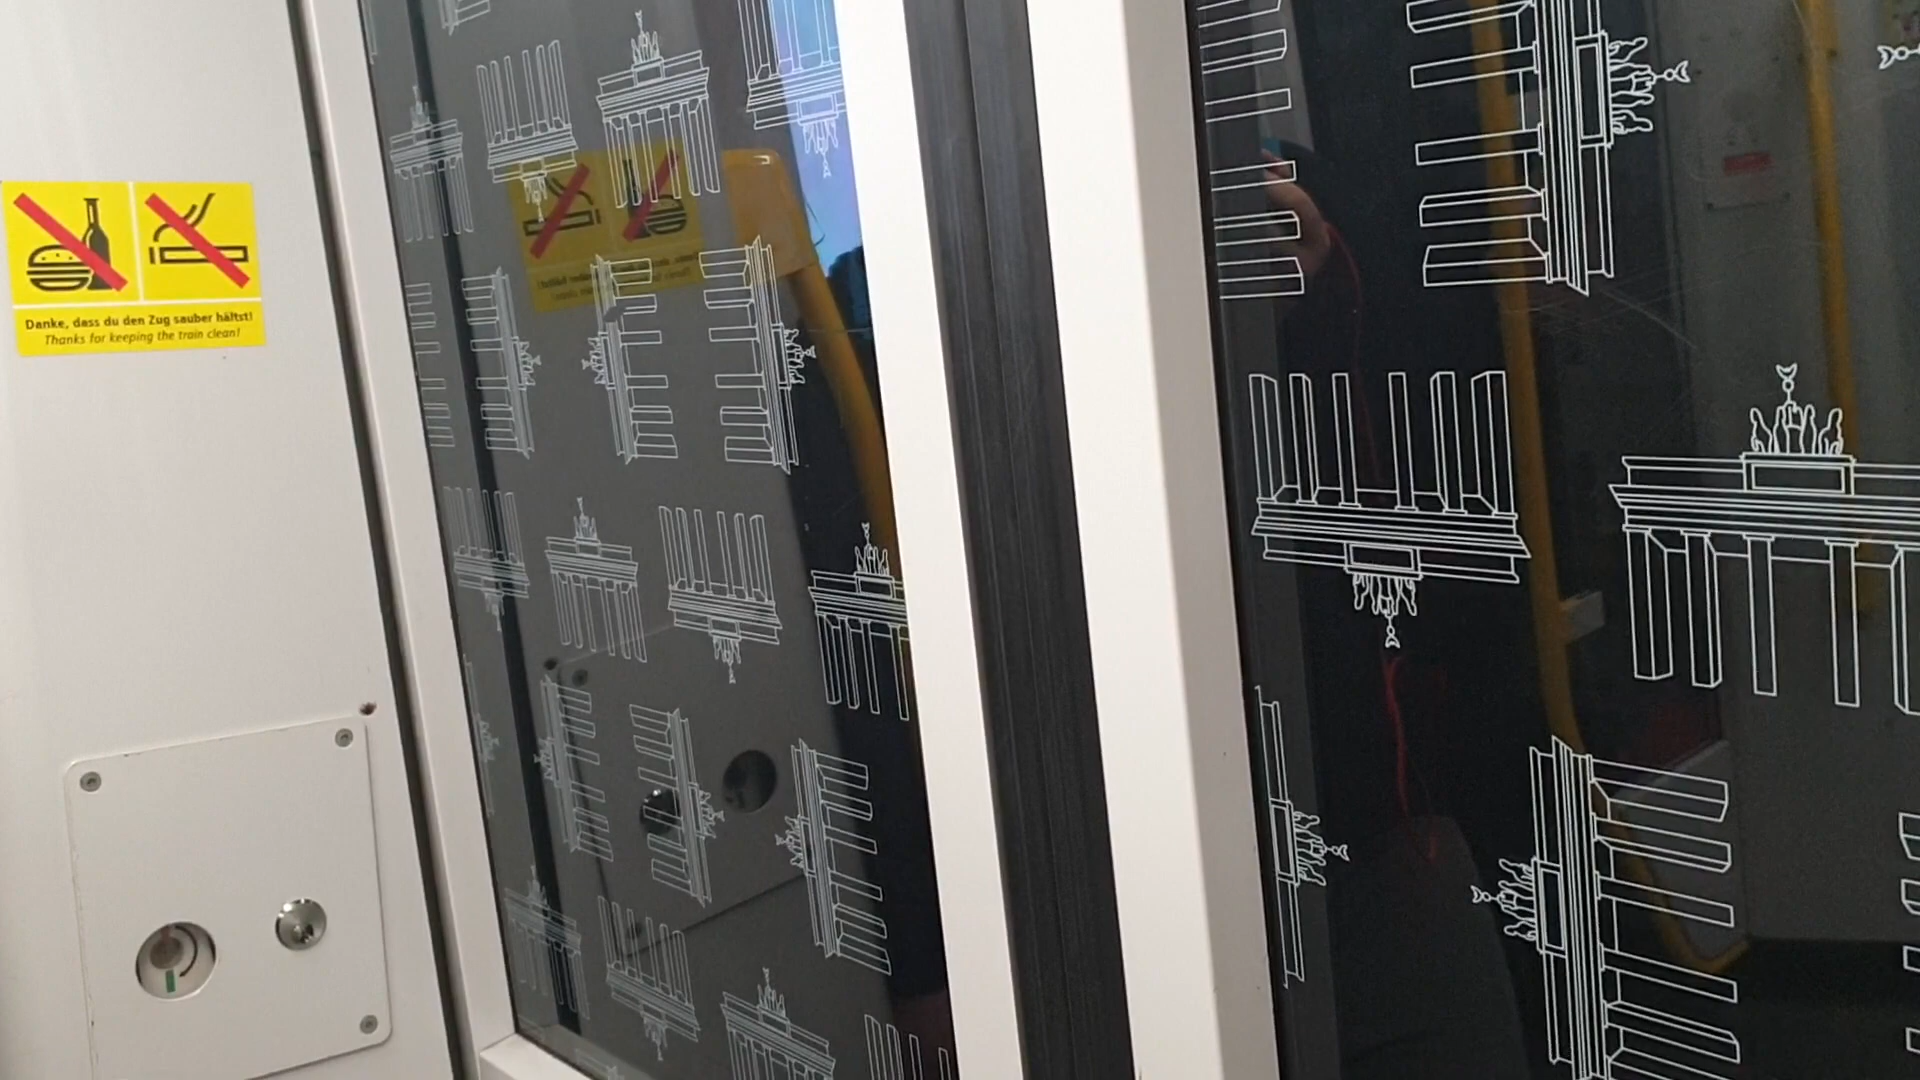 Danke, dass du den Zug sauber hältst!
Thanks for keeping the train clean!